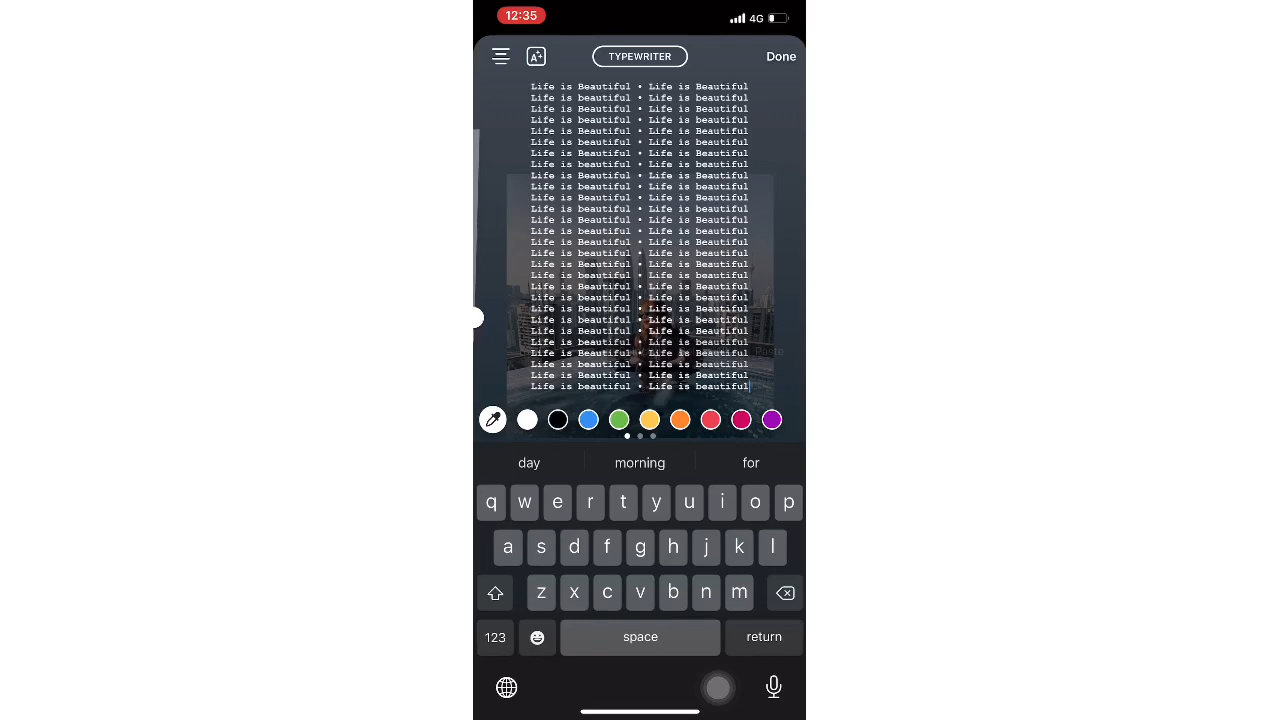 12:35
4G
A+
TYPEWRITER
Done
Life is Beautiful • Life is Beautiful
Life is beautiful • Life is beautiful
Life is Beautiful • Life is Beautiful
Life is beautiful • Life is beautiful
Life is Beautiful • Life is Beautiful
Life is beautiful • Life is beautiful
Life is Beautiful • Life is Beautiful
Life is beautiful • Life is beautiful
Life is Beautiful • Life is Beautiful
Life is beautiful • Life is beautiful
Life is Beautiful • Life is Beautiful
Life is beautiful • Life is beautiful
Life is Beautiful • Life is Beautiful
Life is beautiful • Life is beautiful
Life is Beautiful • Life is Beautiful
Life is beautiful • Life is beautiful
Life is Beautiful • Life is Beautiful
Life is beautiful • Life is beautiful
Life is Beautiful • Life is Beautiful
Life is beautiful • Life is beautiful
Life is Beautiful • Life is Beautiful
Life is beautiful • Life is beautiful
Life is Beautiful • Life is Beautiful
Life is beautiful • Life is beautiful
Life is Beautiful • Life is Beautiful
Paste
Life is beautiful • Life is beautiful
Life is Beautiful • Life is Beautiful
Life is beautiful • Life is beautiful
day morning for
q w e r t y u i o p
a s d f g h j k l
z x c v b n m
123 space return